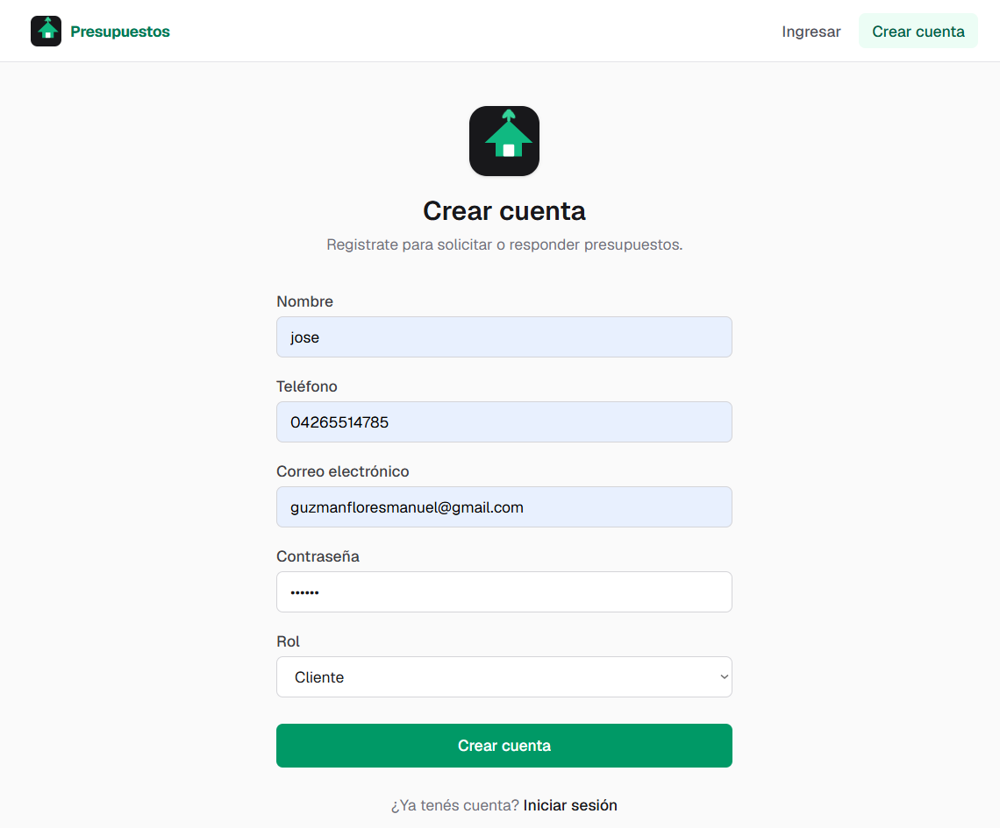 Presupuestos
Ingresar
Crear cuenta
Crear cuenta
Registrate para solicitar o responder presupuestos.
Nombre
jose
Teléfono
04265514785
Correo electrónico
guzmanfloresmanuel@gmail.com
Contraseña
••••••
Rol
Cliente
Crear cuenta
¿Ya tenés cuenta? Iniciar sesión